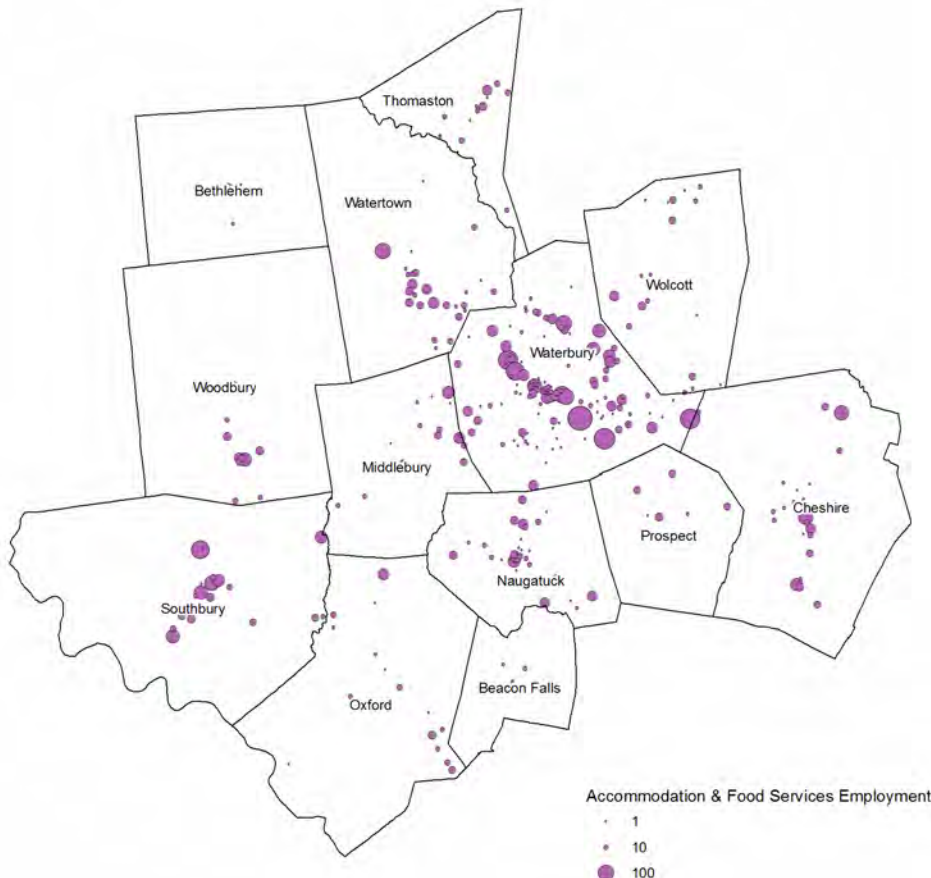 Thomaston
Bethlehem
Watertown
Wolcott
Waterbury
Woodbury
Middlebury
Cheshire
Prospect
Naugatuck
Southbury
Beacon Falls
Oxford
Accommodation & Food Services Employment
1
10
100